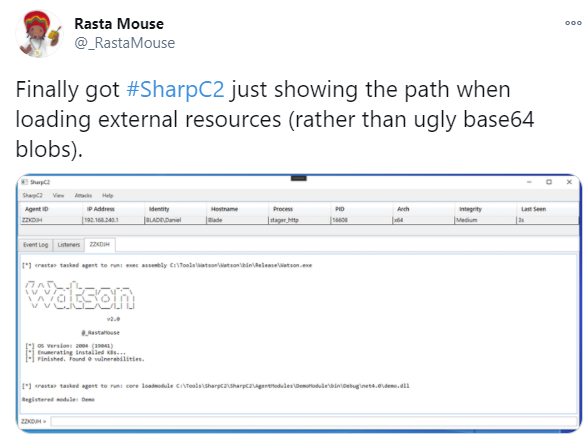 Rasta Mouse
@_RastaMouse
Finally got #SharpC2 just showing the path when
loading external resources (rather than ugly base64
blobs).
SharpC2
SharpC2 View Attacks Help
Agent ID IP Address Identity Hostname Process PID Arch Integrity Last Seen
ZZKDJH 192.168.240.1 BLADE\Daniel Blade stager_http 16608 x64 Medium 3s
Event Log Listeners ZZKDJH
[*] <rasta> tasked agent to run: exec assembly C:\Tools\Watson\Watson\bin\Release\Watson.exe
Watson
v2.0
@_RastaMouse
[*] OS Version: 2004 (19041)
[*] Enumerating installed KBs...
[*] Finished. Found 0 vulnerabilities.
[*] <rasta> tasked agent to run: core loadmodule C:\Tools\SharpC2\SharpC2\AgentModules\DemoModule\bin\Debug\net4.0\demo.dll
Registered module: Demo
ZZKDJH >